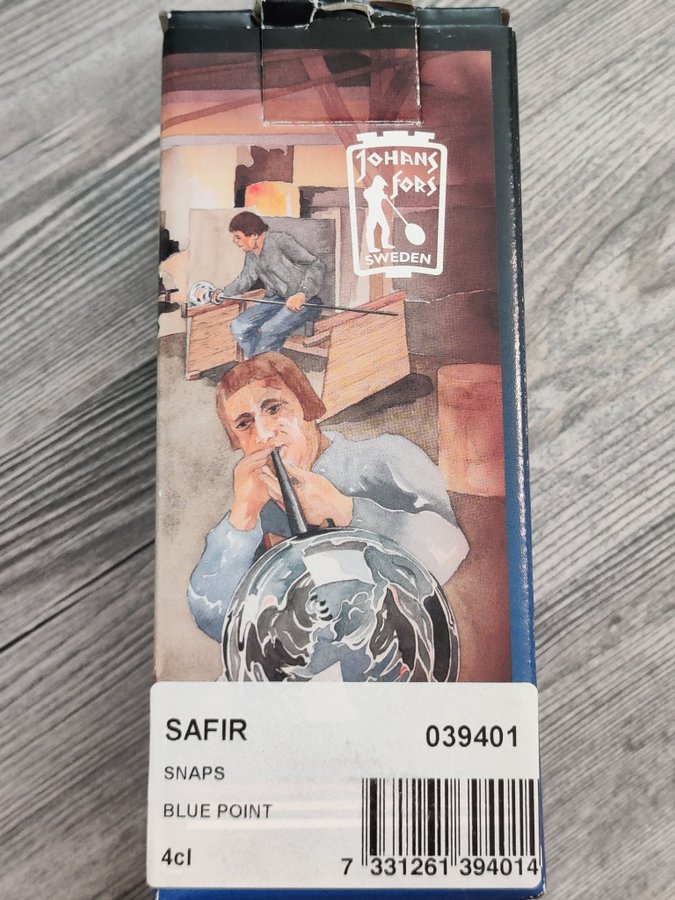 JOHANS
FORS
SWEDEN
SAFIR
039401
SNAPS
BLUE POINT
4cl
7 331261 394014